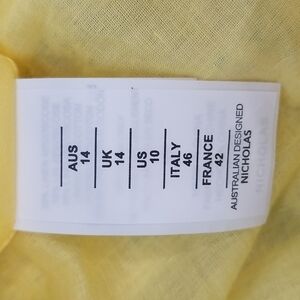 AUS
14
UK
14
US
10
ITALY
46
FRANCE
42
AUSTRALIAN DESIGNED
NICHOLAS